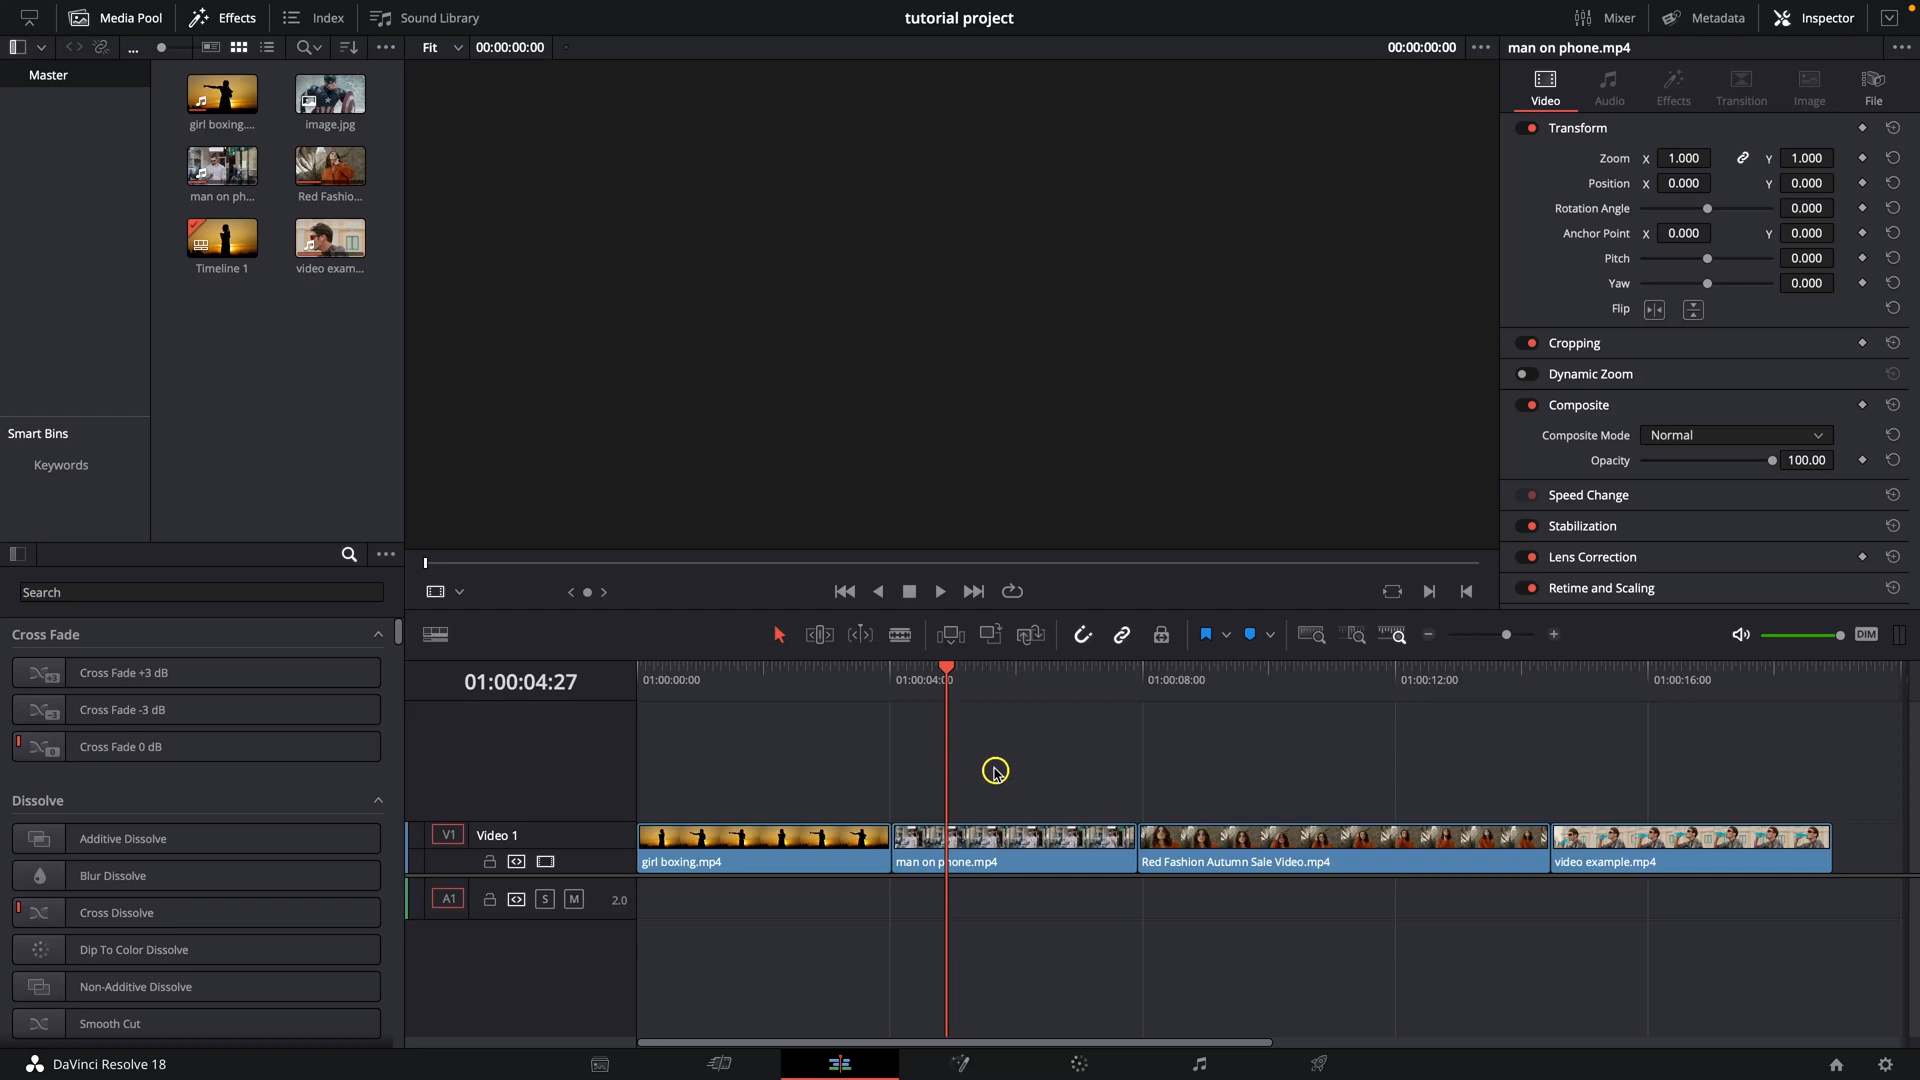 Media Pool
Effects
Index
Sound Library
tutorial project
Mixer
Metadata
Inspector
...
Fit
00:00:00:00
00:00:00:00
man on phone.mp4
Master
girl boxing....
image.jpg
man on ph...
Red Fashio...
Timeline 1
video exam...
Smart Bins
Keywords
Video
Audio
Effects
Transition
Image
File
Transform
Zoom X 1.000 Y 1.000
Position X 0.000 Y 0.000
Rotation Angle 0.000
Anchor Point X 0.000 Y 0.000
Pitch 0.000
Yaw 0.000
Flip
Cropping
Dynamic Zoom
Composite
Composite Mode Normal
Opacity 100.00
Speed Change
Stabilization
Lens Correction
Retime and Scaling
Search
Cross Fade
Cross Fade +3 dB
Cross Fade -3 dB
Cross Fade 0 dB
Dissolve
Additive Dissolve
Blur Dissolve
Cross Dissolve
Dip To Color Dissolve
Non-Additive Dissolve
Smooth Cut
DIM
01:00:04:27
01:00:00:00
01:00:04:00
01:00:08:00
01:00:12:00
01:00:16:00
V1 Video 1
girl boxing.mp4
man on phone.mp4
Red Fashion Autumn Sale Video.mp4
video example.mp4
A1 S M 2.0
DaVinci Resolve 18